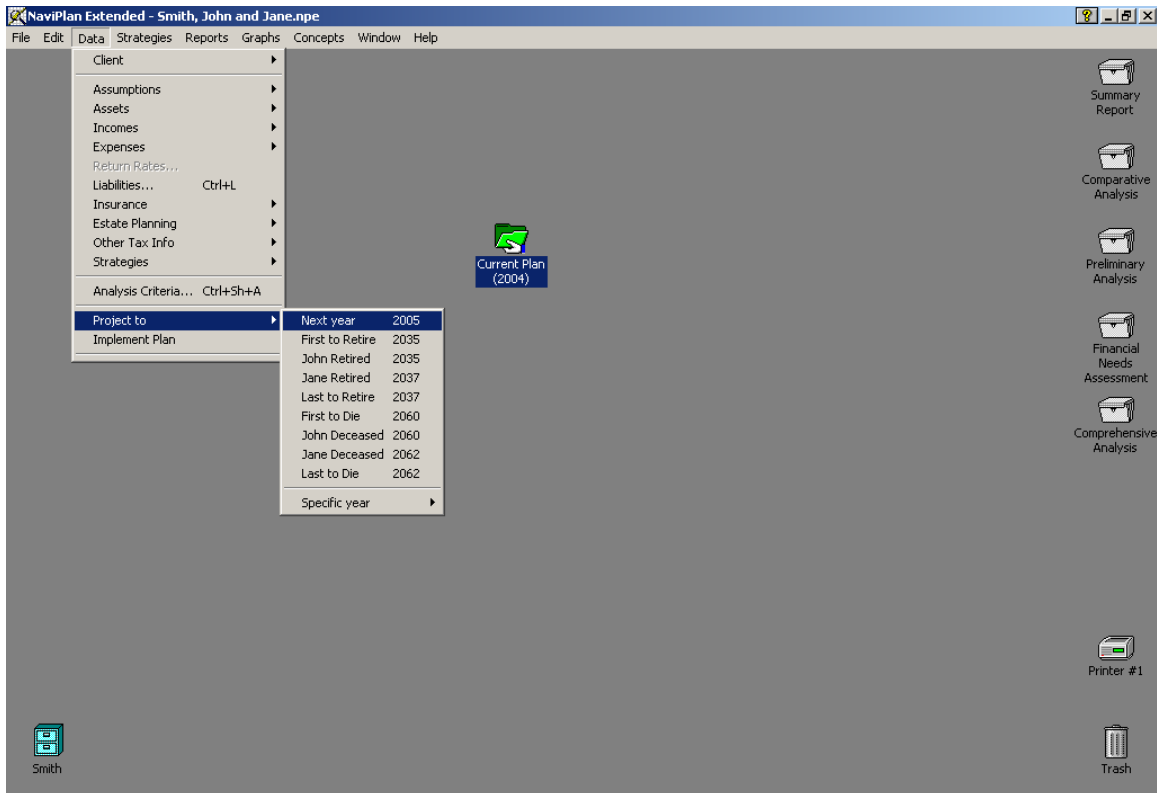 NaviPlan Extended - Smith, John and Jane.npe
File Edit Data Strategies Reports Graphs Concepts Window Help
Client
Assumptions
Assets
Incomes
Expenses
Return Rates...
Liabilities... Ctrl+L
Insurance
Estate Planning
Other Tax Info
Strategies
Analysis Criteria... Ctrl+Sh+A
Project to
Implement Plan
Next year 2005
First to Retire 2035
John Retired 2035
Jane Retired 2037
Last to Retire 2037
First to Die 2060
John Deceased 2060
Jane Deceased 2062
Last to Die 2062
Specific year
Current Plan
(2004)
Summary
Report
Comparative
Analysis
Preliminary
Analysis
Financial
Needs
Assessment
Comprehensive
Analysis
Printer #1
Smith
Trash